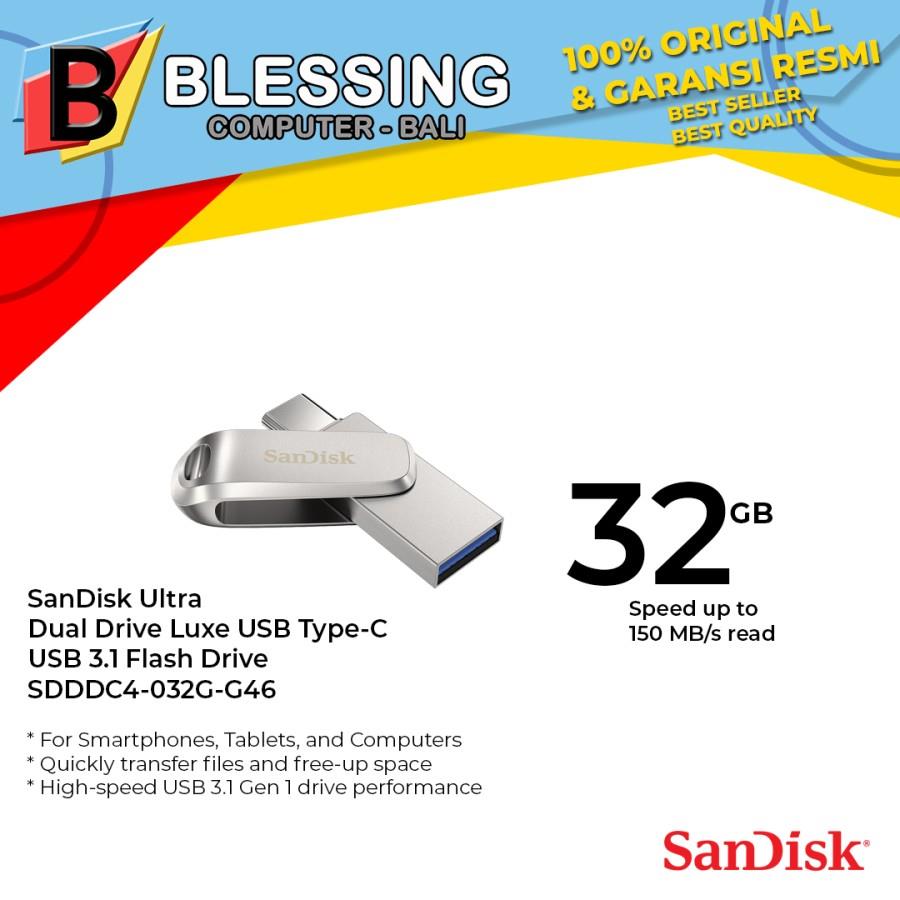 B
BLESSING
COMPUTER - BALI
100% ORIGINAL
& GARANSI RESMI
BEST SELLER
BEST QUALITY
SanDisk
32GB
Speed up to
150 MB/s read
SanDisk Ultra
Dual Drive Luxe USB Type-C
USB 3.1 Flash Drive
SDDDC4-032G-G46
* For Smartphones, Tablets, and Computers
* Quickly transfer files and free-up space
* High-speed USB 3.1 Gen 1 drive performance
SanDisk®